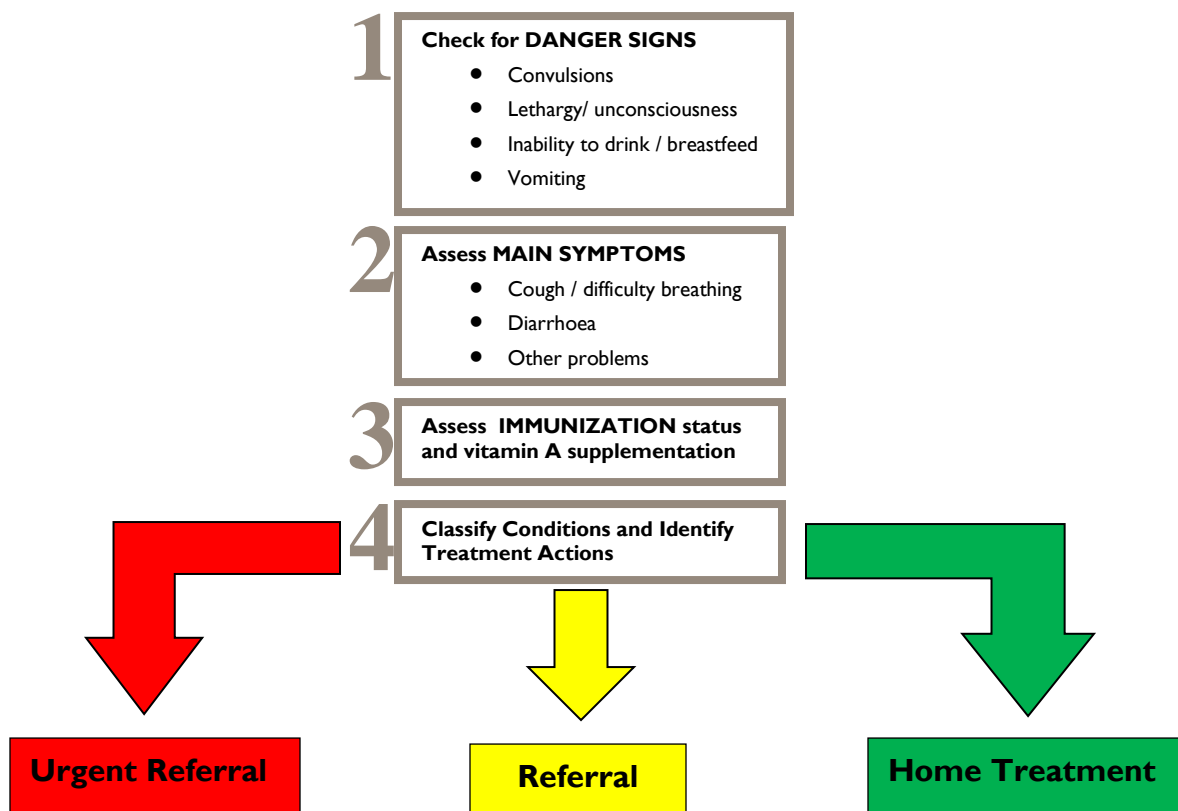 1
Check for DANGER SIGNS
● Convulsions
● Lethargy/ unconsciousness
● Inability to drink / breastfeed
● Vomiting
2
Assess MAIN SYMPTOMS
● Cough / difficulty breathing
● Diarrhoea
● Other problems
3
Assess IMMUNIZATION status
and vitamin A supplementation
4
Classify Conditions and Identify
Treatment Actions
Urgent Referral
Referral
Home Treatment